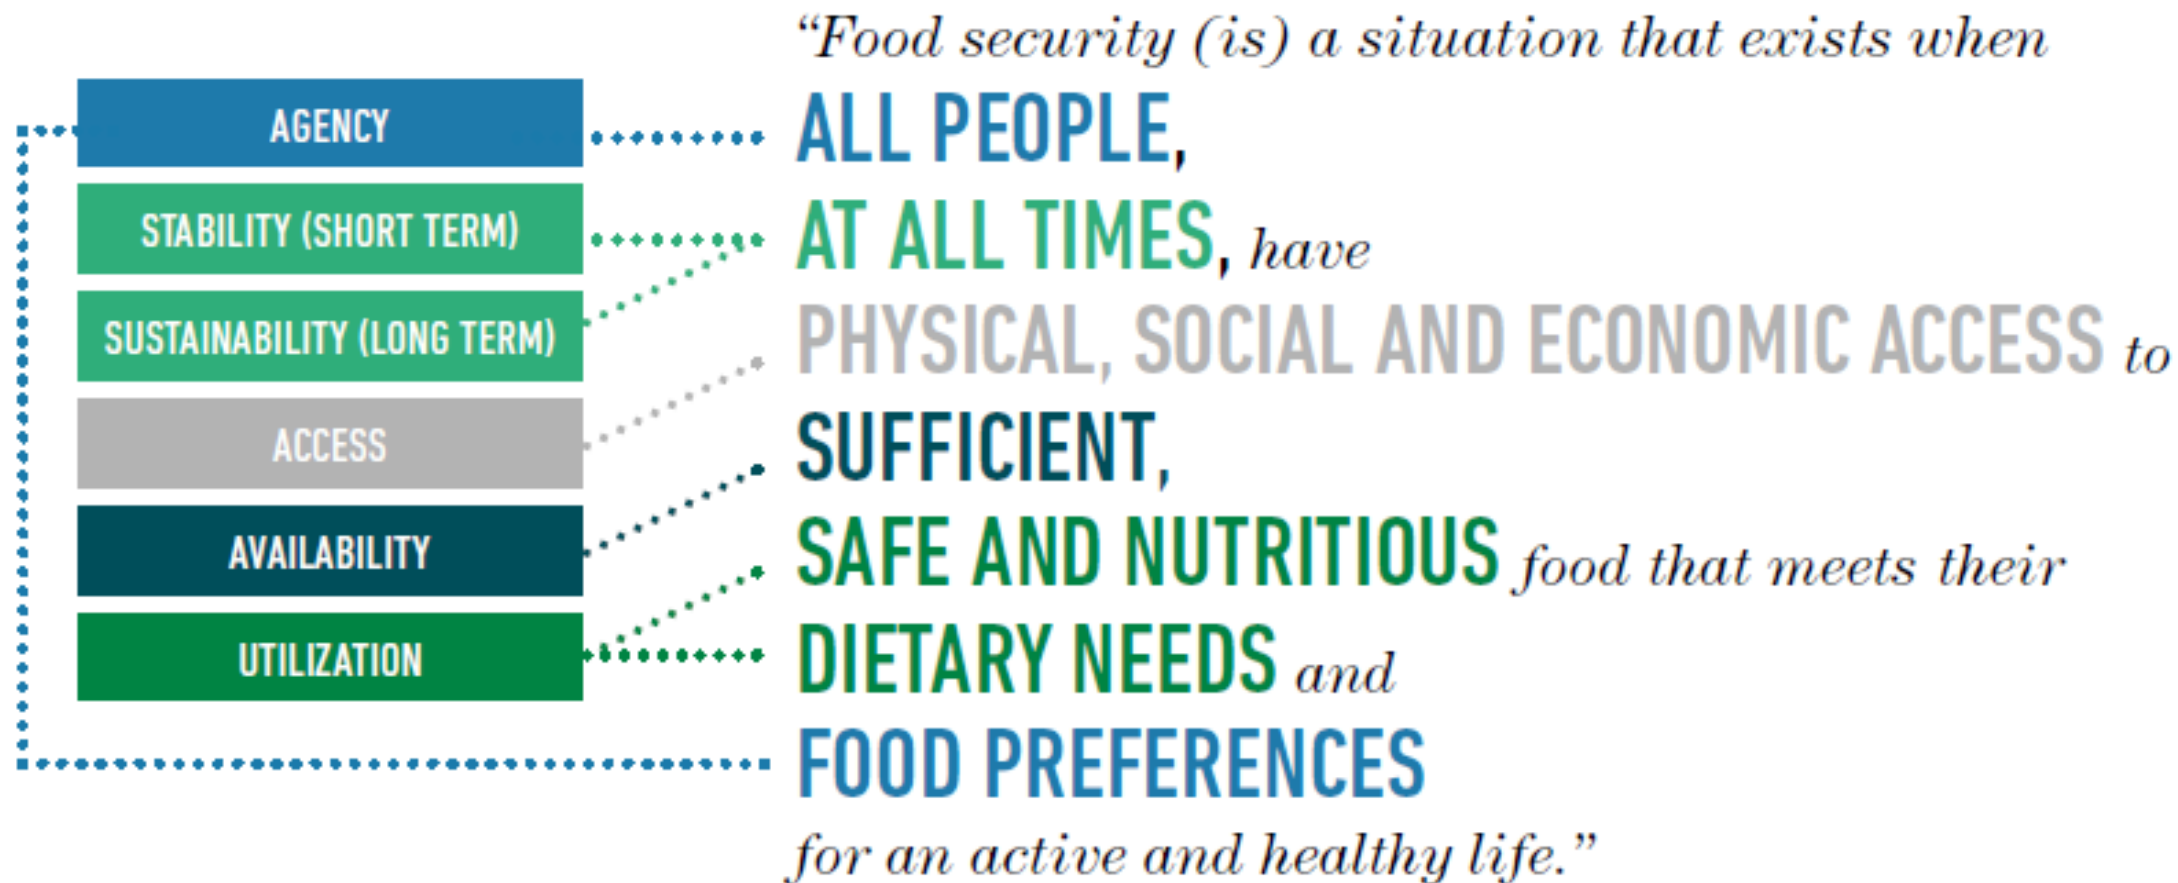 “Food security (is) a situation that exists when
AGENCY
ALL PEOPLE,
STABILITY (SHORT TERM)
AT ALL TIMES, have
SUSTAINABILITY (LONG TERM)
PHYSICAL, SOCIAL AND ECONOMIC ACCESS to
ACCESS
SUFFICIENT,
AVAILABILITY
SAFE AND NUTRITIOUS food that meets their
UTILIZATION
DIETARY NEEDS and
FOOD PREFERENCES
for an active and healthy life.”